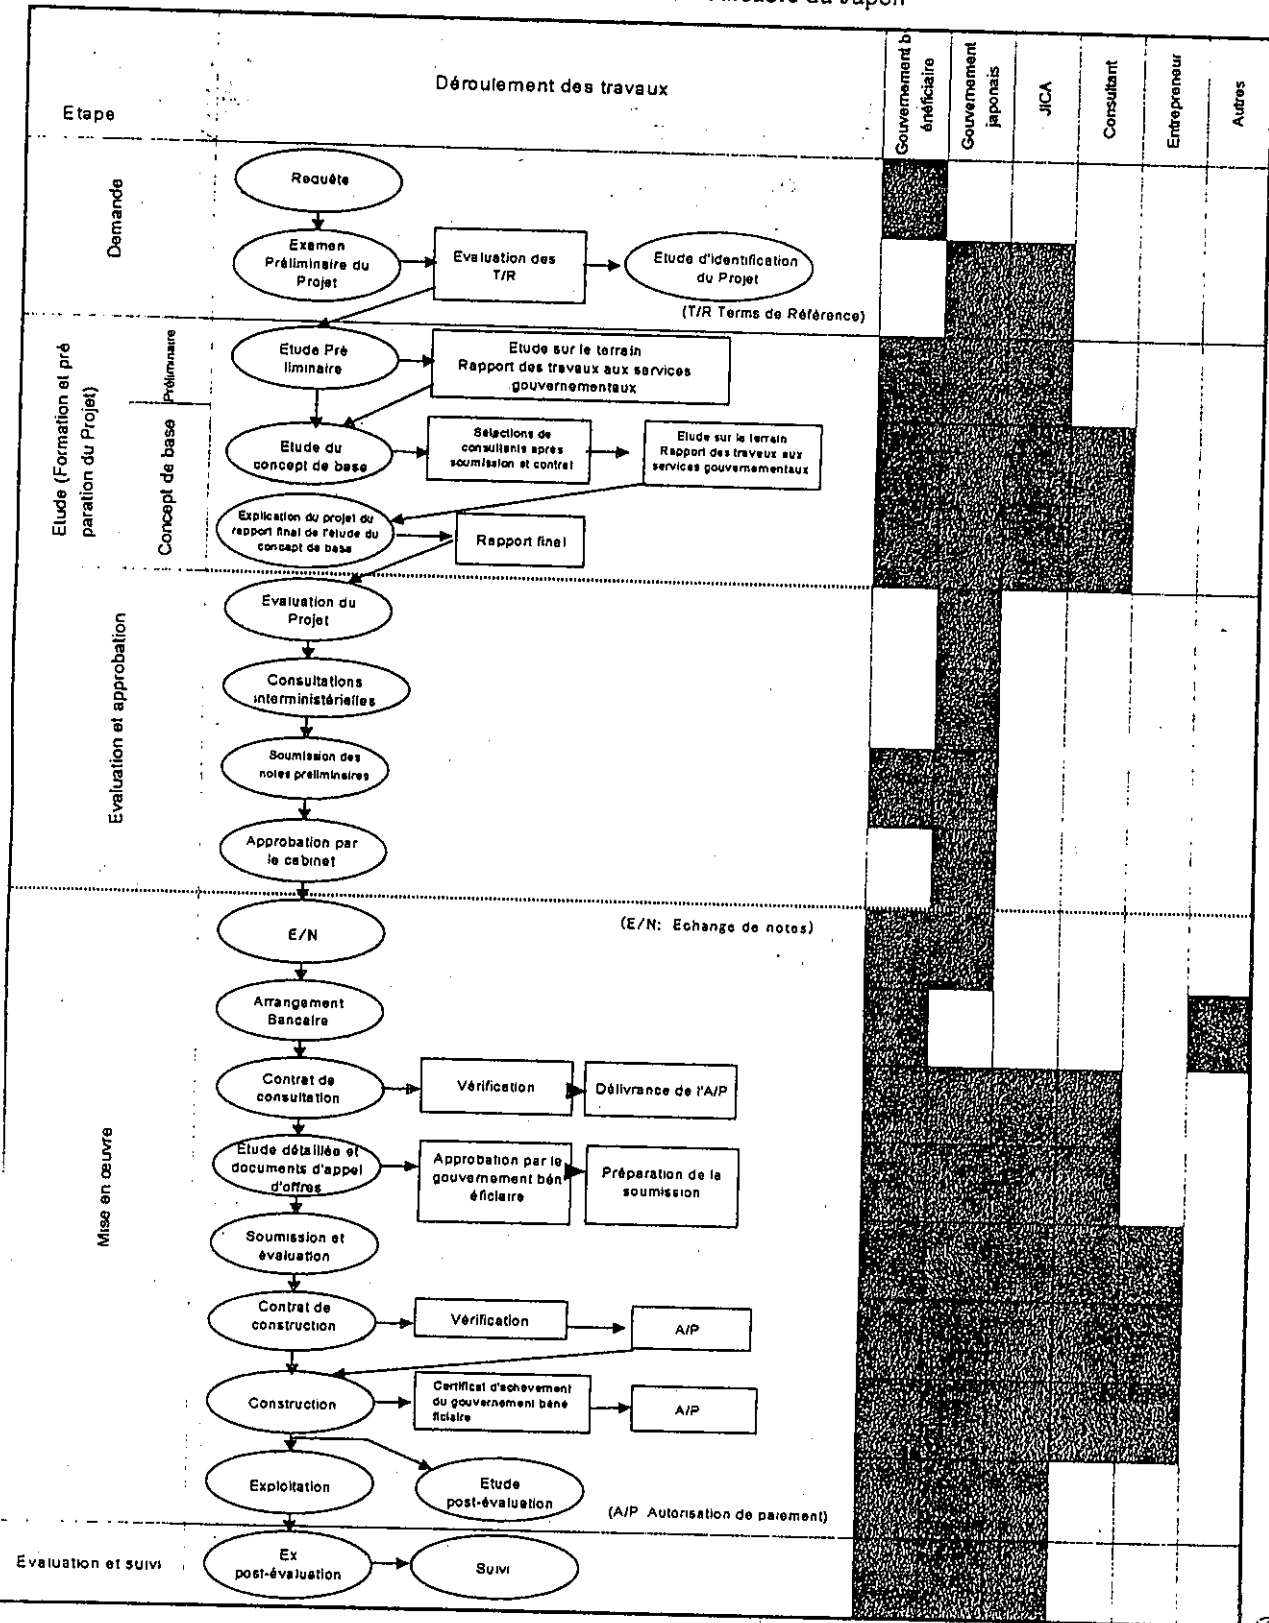 du Japon
Etape
Déroulement des travaux
Gouvernement b
énéficiaire
Gouvernement
japonais
JICA
Consultant
Entrepreneur
Autres
Demande
Requête
Examen
Préliminaire du
Projet
Evaluation des
T/R
Etude d'identification
du Projet
(T/R Terms de Référence)
Etude (Formation et pré
paration du Projet)
Préliminaire
Etude Pré
liminaire
Etude sur le terrain
Rapport des travaux aux services
gouvernementaux
Concept de base
Etude du
concept de base
Sélections de
consultants après
soumission et contrat
Etude sur le terrain
Rapport des travaux aux
services gouvernementaux
Explication du projet du
rapport final de l'étude du
concept de base
Rapport final
Evaluation et approbation
Evaluation du
Projet
Consultations
interministérielles
Soumission des
notes préliminaires
Approbation par
le cabinet
Mise en œuvre
E/N
(E/N: Echange de notes)
Arrangement
Bancaire
Contrat de
consultation
Vérification
Délivrance de l'A/P
Etude détaillée et
documents d'appel
d'offres
Approbation par le
gouvernement bén
éficiaire
Préparation de la
soumission
Soumission et
évaluation
Contrat de
construction
Vérification
A/P
Construction
Certificat d'achèvement
du gouvernement béné
ficiaire
A/P
Exploitation
Etude
post-évaluation
(A/P Autorisation de paiement)
Evaluation et suivi
Ex
post-évaluation
Suivi